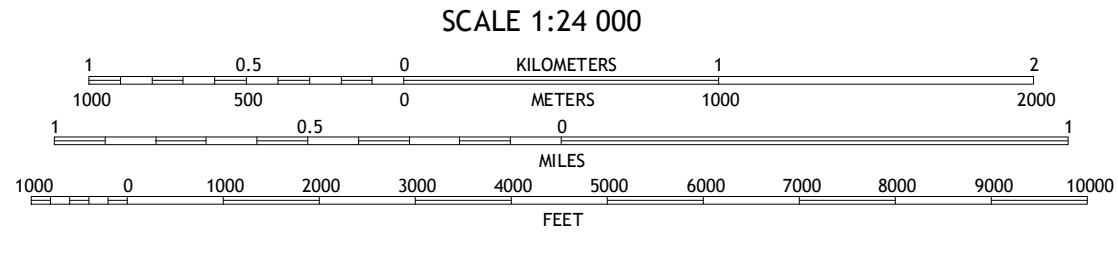 SCALE 1:24 000
1 0.5 0 KILOMETERS 1 2
1000 500 0 METERS 1000 2000
1 0.5 0 1
MILES
1000 0 1000 2000 3000 4000 5000 6000 7000 8000 9000 10000
FEET